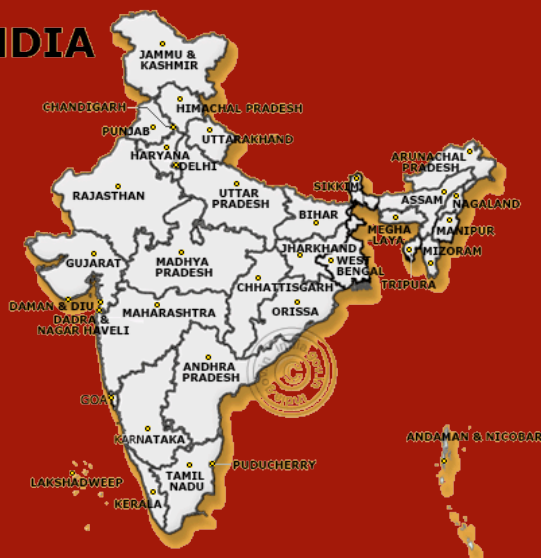 NDIA
JAMMU &
KASHMIR
CHANDIGARH
HIMACHAL PRADESH
PUNJAB
UTTARAKHAND
HARYANA
DELHI
ARUNACHAL
PRADESH
SIKKIM
RAJASTHAN
UTTAR
PRADESH
ASSAM
NAGALAND
BIHAR
MEGHA
LAYA
MANIPUR
JHARKHAND
MIZORAM
GUJARAT
MADHYA
PRADESH
WEST
BENGAL
TRIPURA
CHHATTISGARH
DAMAN & DIU
DADRA &
NAGAR HAVELI
MAHARASHTRA
ORISSA
ANDHRA
PRADESH
C
GOA
KARNATAKA
ANDAMAN & NICOBAR
PUDUCHERRY
LAKSHADWEEP
TAMIL
NADU
KERALA